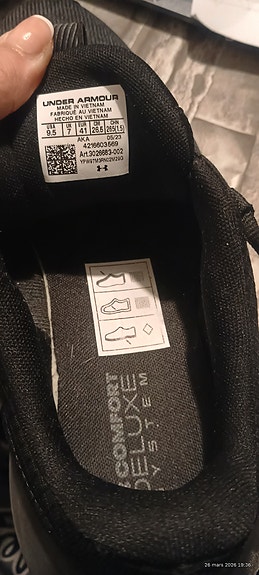 UNDER ARMOUR
MADE IN VIETNAM
FABRIQUÉ AU VIETNAM
HECHO EN VIETNAM
USA UK EUR CM CHN
9.5 7 41 26.5 265(1.5)
AKA 05/23
4216603569
Art.3026683-002
COMFORT
DELUXE
SYSTEM
26 mars 2026 19:36